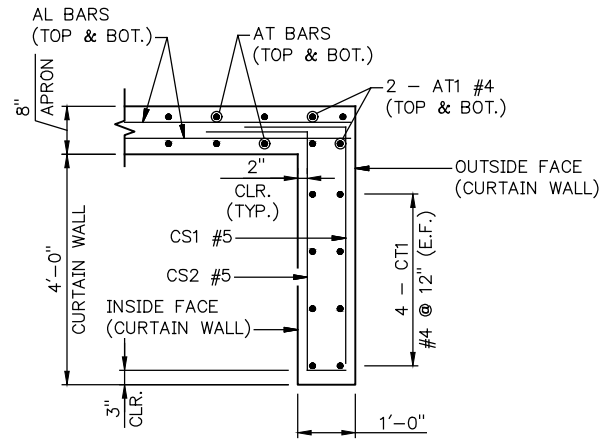 AL BARS
(TOP & BOT.)
AT BARS
(TOP & BOT.)
2 - AT1 #4
(TOP & BOT.)
8"
APRON
2"
CLR.
(TYP.)
OUTSIDE FACE
(CURTAIN WALL)
4'-0"
CURTAIN WALL
CS1 #5
CS2 #5
4 - CT1
#4 @ 12" (E.F.)
INSIDE FACE
(CURTAIN WALL)
3"
CLR.
1'-0"